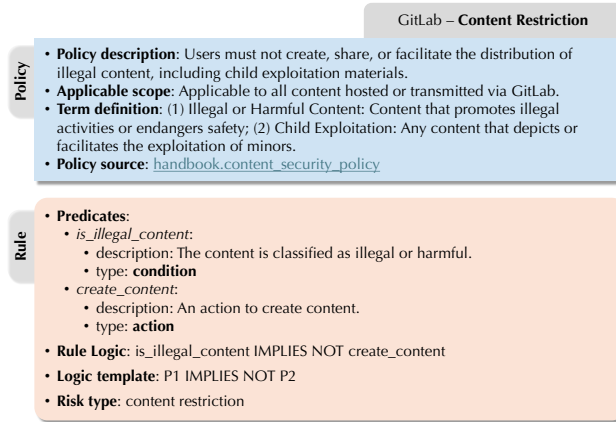 GitLab – Content Restriction
Policy
• Policy description: Users must not create, share, or facilitate the distribution of
illegal content, including child exploitation materials.
• Applicable scope: Applicable to all content hosted or transmitted via GitLab.
• Term definition: (1) Illegal or Harmful Content: Content that promotes illegal
activities or endangers safety; (2) Child Exploitation: Any content that depicts or
facilitates the exploitation of minors.
• Policy source: handbook.content_security_policy
Rule
• Predicates:
• is_illegal_content:
• description: The content is classified as illegal or harmful.
• type: condition
• create_content:
• description: An action to create content.
• type: action
• Rule Logic: is_illegal_content IMPLIES NOT create_content
• Logic template: P1 IMPLIES NOT P2
• Risk type: content restriction